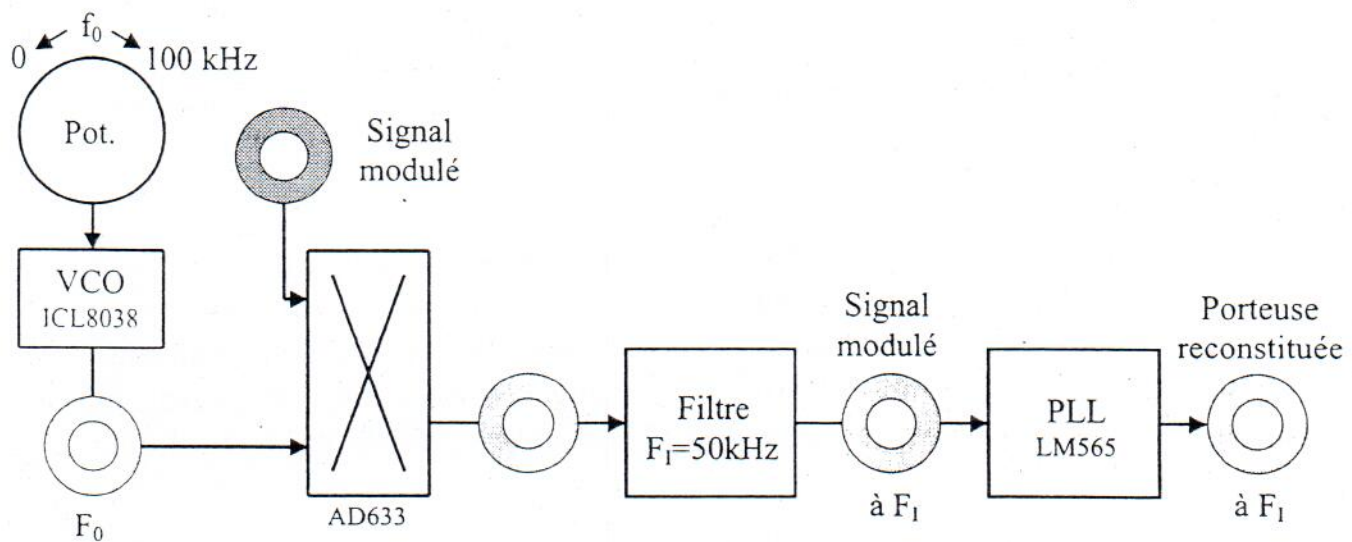 f₀
0
100 kHz
Pot.
Signal
modulé
VCO
ICL8038
F₀
AD633
Filtre
F₁=50kHz
Signal
modulé
à F₁
PLL
LM565
Porteuse
reconstituée
à F₁